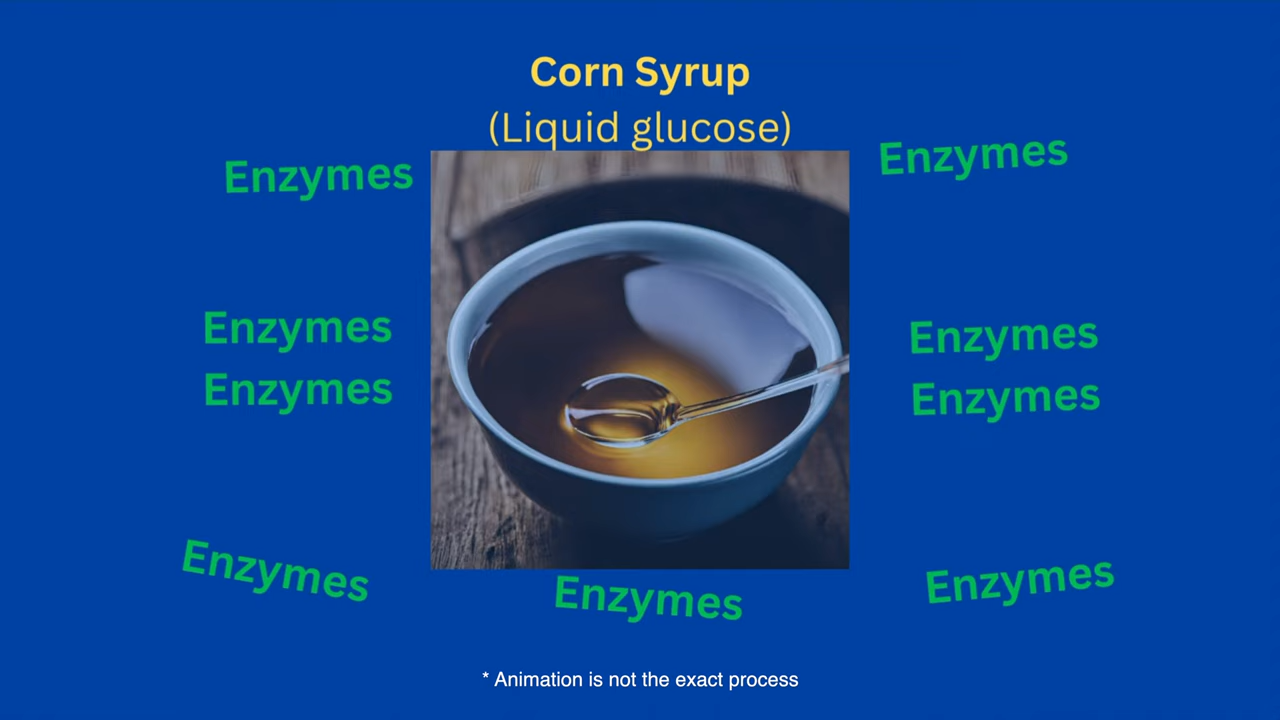 Corn Syrup
(Liquid glucose)
Enzymes
Enzymes
Enzymes
Enzymes
Enzymes
Enzymes
Enzymes
Enzymes
Enzymes
* Animation is not the exact process